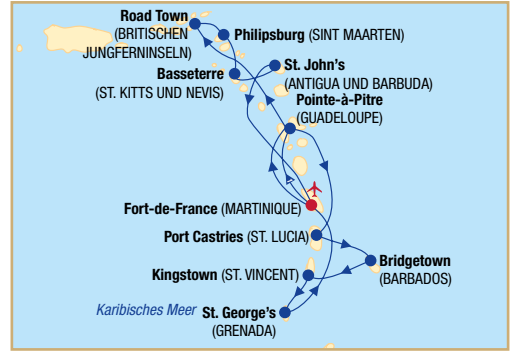 Road Town
(BRITISCHEN
JUNGFERNINSELN)
Philipsburg (SINT MAARTEN)
Basseterre
(ST. KITTS UND NEVIS)
St. John's
(ANTIGUA UND BARBUDA)
Pointe-à-Pitre
(GUADELOUPE)
Fort-de-France (MARTINIQUE)
Port Castries (ST. LUCIA)
Bridgetown
(BARBADOS)
Kingstown (ST. VINCENT)
Karibisches Meer
St. George's
(GRENADA)